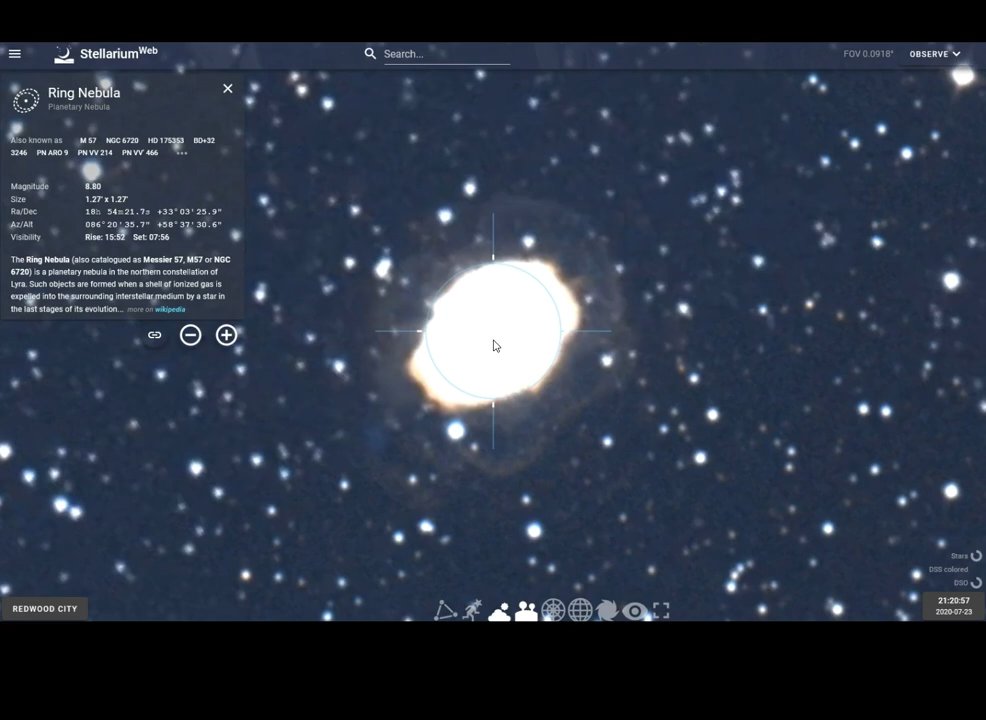 StellariumWeb
Search...
FOV 0.0918°
OBSERVE
Ring Nebula
Planetary Nebula
Also known as M 57 NGC 6720 HD 175353 BD+32
3246 PN ARO 9 PN VV 214 PN VV' 466 •••
Magnitude 8.80
Size 1.27' x 1.27'
Ra/Dec 18h 54m21.7s +33°03'25.9"
Az/Alt 086°20'35.7" +58°37'30.6"
Visibility Rise: 15:52 Set: 07:56
The Ring Nebula (also catalogued as Messier 57, M57 or NGC
6720) is a planetary nebula in the northern constellation of
Lyra. Such objects are formed when a shell of ionized gas is
expelled into the surrounding interstellar medium by a star in
the last stages of its evolution... more on wikipedia
Stars
DSS colored
DSO
REDWOOD CITY
21:20:57
2020-07-23